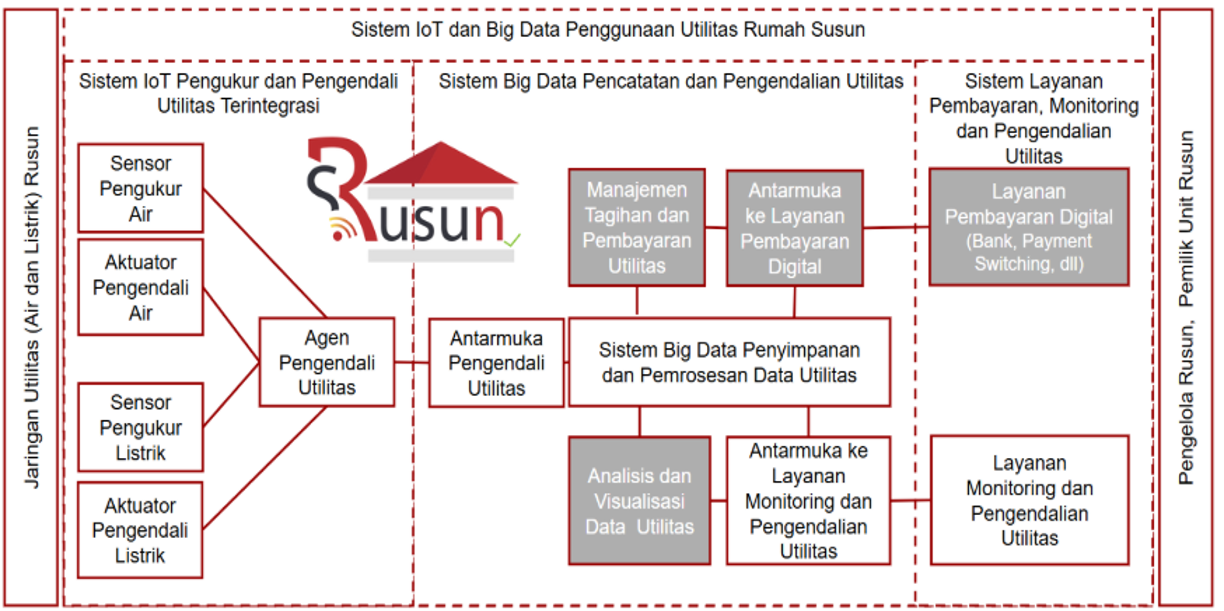 Sistem IoT dan Big Data Penggunaan Utilitas Rumah Susun
Jaringan Utilitas (Air dan Listrik) Rusun
Sistem IoT Pengukur dan Pengendali
Utilitas Terintegrasi
Sensor
Pengukur
Air
Aktuator
Pengendali
Air
Sensor
Pengukur
Listrik
Aktuator
Pengendali
Listrik
Agen
Pengendali
Utilitas
Rusun
Sistem Big Data Pencatatan dan Pengendalian Utilitas
Antarmuka
Pengendali
Utilitas
Manajemen
Tagihan dan
Pembayaran
Utilitas
Antarmuka
ke Layanan
Pembayaran
Digital
Sistem Big Data Penyimpanan
dan Pemrosesan Data Utilitas
Analisis dan
Visualisasi
Data Utilitas
Antarmuka ke
Layanan
Monitoring dan
Pengendalian
Utilitas
Sistem Layanan
Pembayaran, Monitoring
dan Pengendalian
Utilitas
Layanan
Pembayaran Digital
(Bank, Payment
Switching, dll)
Layanan
Monitoring dan
Pengendalian
Utilitas
Pengelola Rusun, Pemilik Unit Rusun